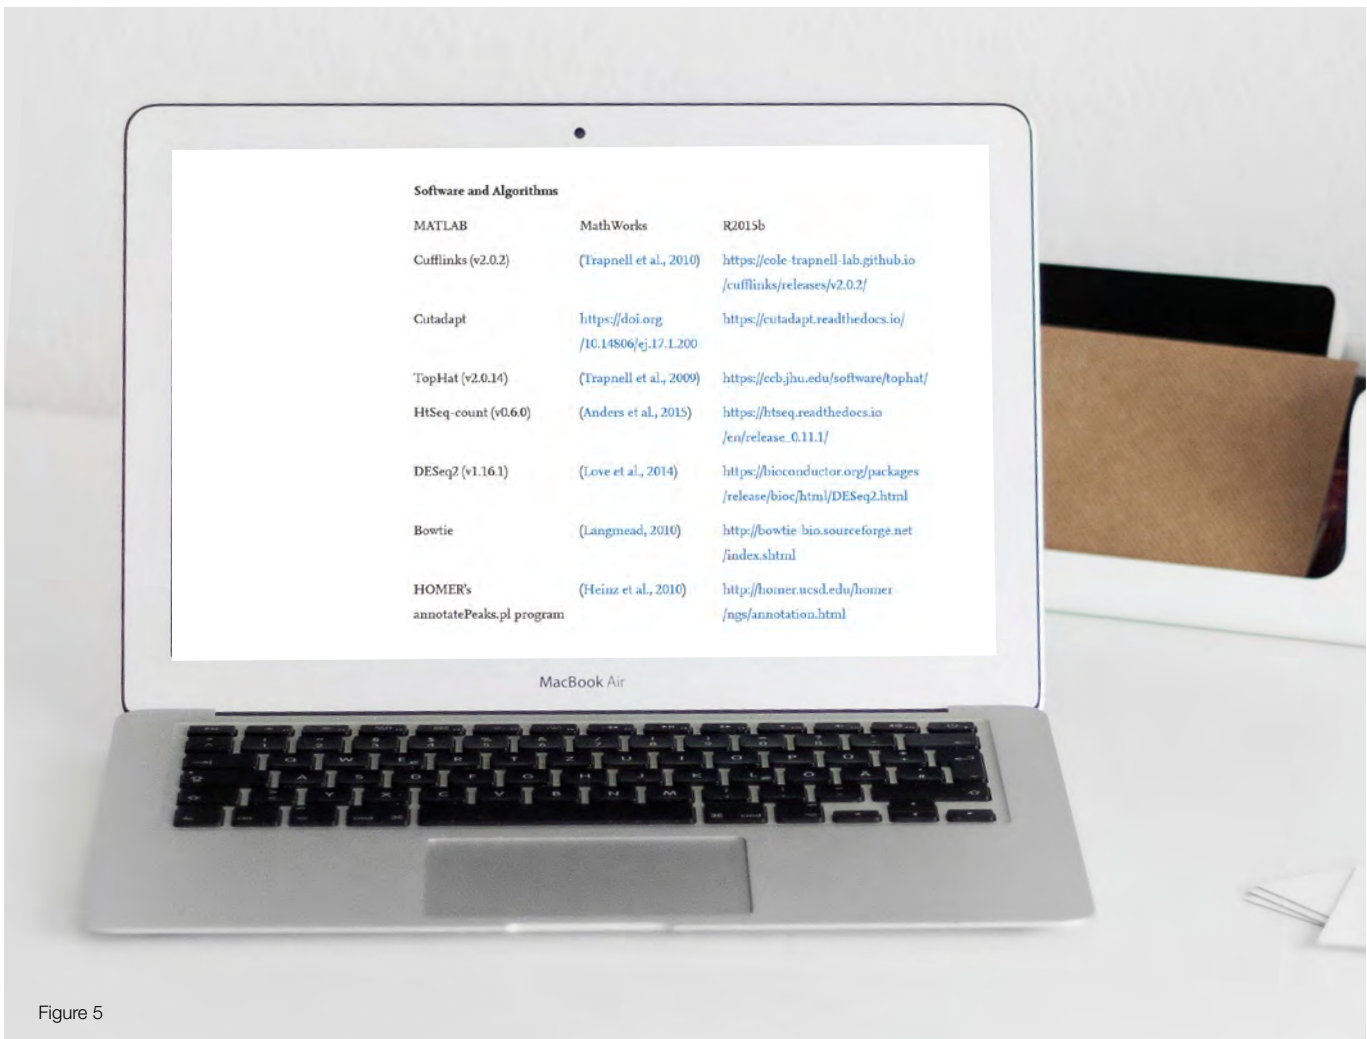 Software and Algorithms
MATLAB MathWorks R2015b
Cufflinks (v2.0.2) (Trapnell et al., 2010) https://cole-trapnell-lab.github.io
/cufflinks/releases/v2.0.2/
Cutadapt https://doi.org https://cutadapt.readthedocs.io/
/10.14806/ej.17.1.200
TopHat (v2.0.14) (Trapnell et al., 2009) https://ccb.jhu.edu/software/tophat/
HtSeq-count (v0.6.0) (Anders et al., 2015) https://htseq.readthedocs.io
/en/release_0.11.1/
DESeq2 (v1.16.1) (Love et al., 2014) https://bioconductor.org/packages
/release/bioc/html/DESeq2.html
Bowtie (Langmead, 2010) http://bowtie-bio.sourceforge.net
/index.shtml
HOMER's (Heinz et al., 2010) http://homer.ucsd.edu/homer
annotatePeaks.pl program /ngs/annotation.html
MacBook Air
Q W E R T Z U I O P Ü
A S D F G H J K L Ö Ä
Y X C V B N M
Figure 5